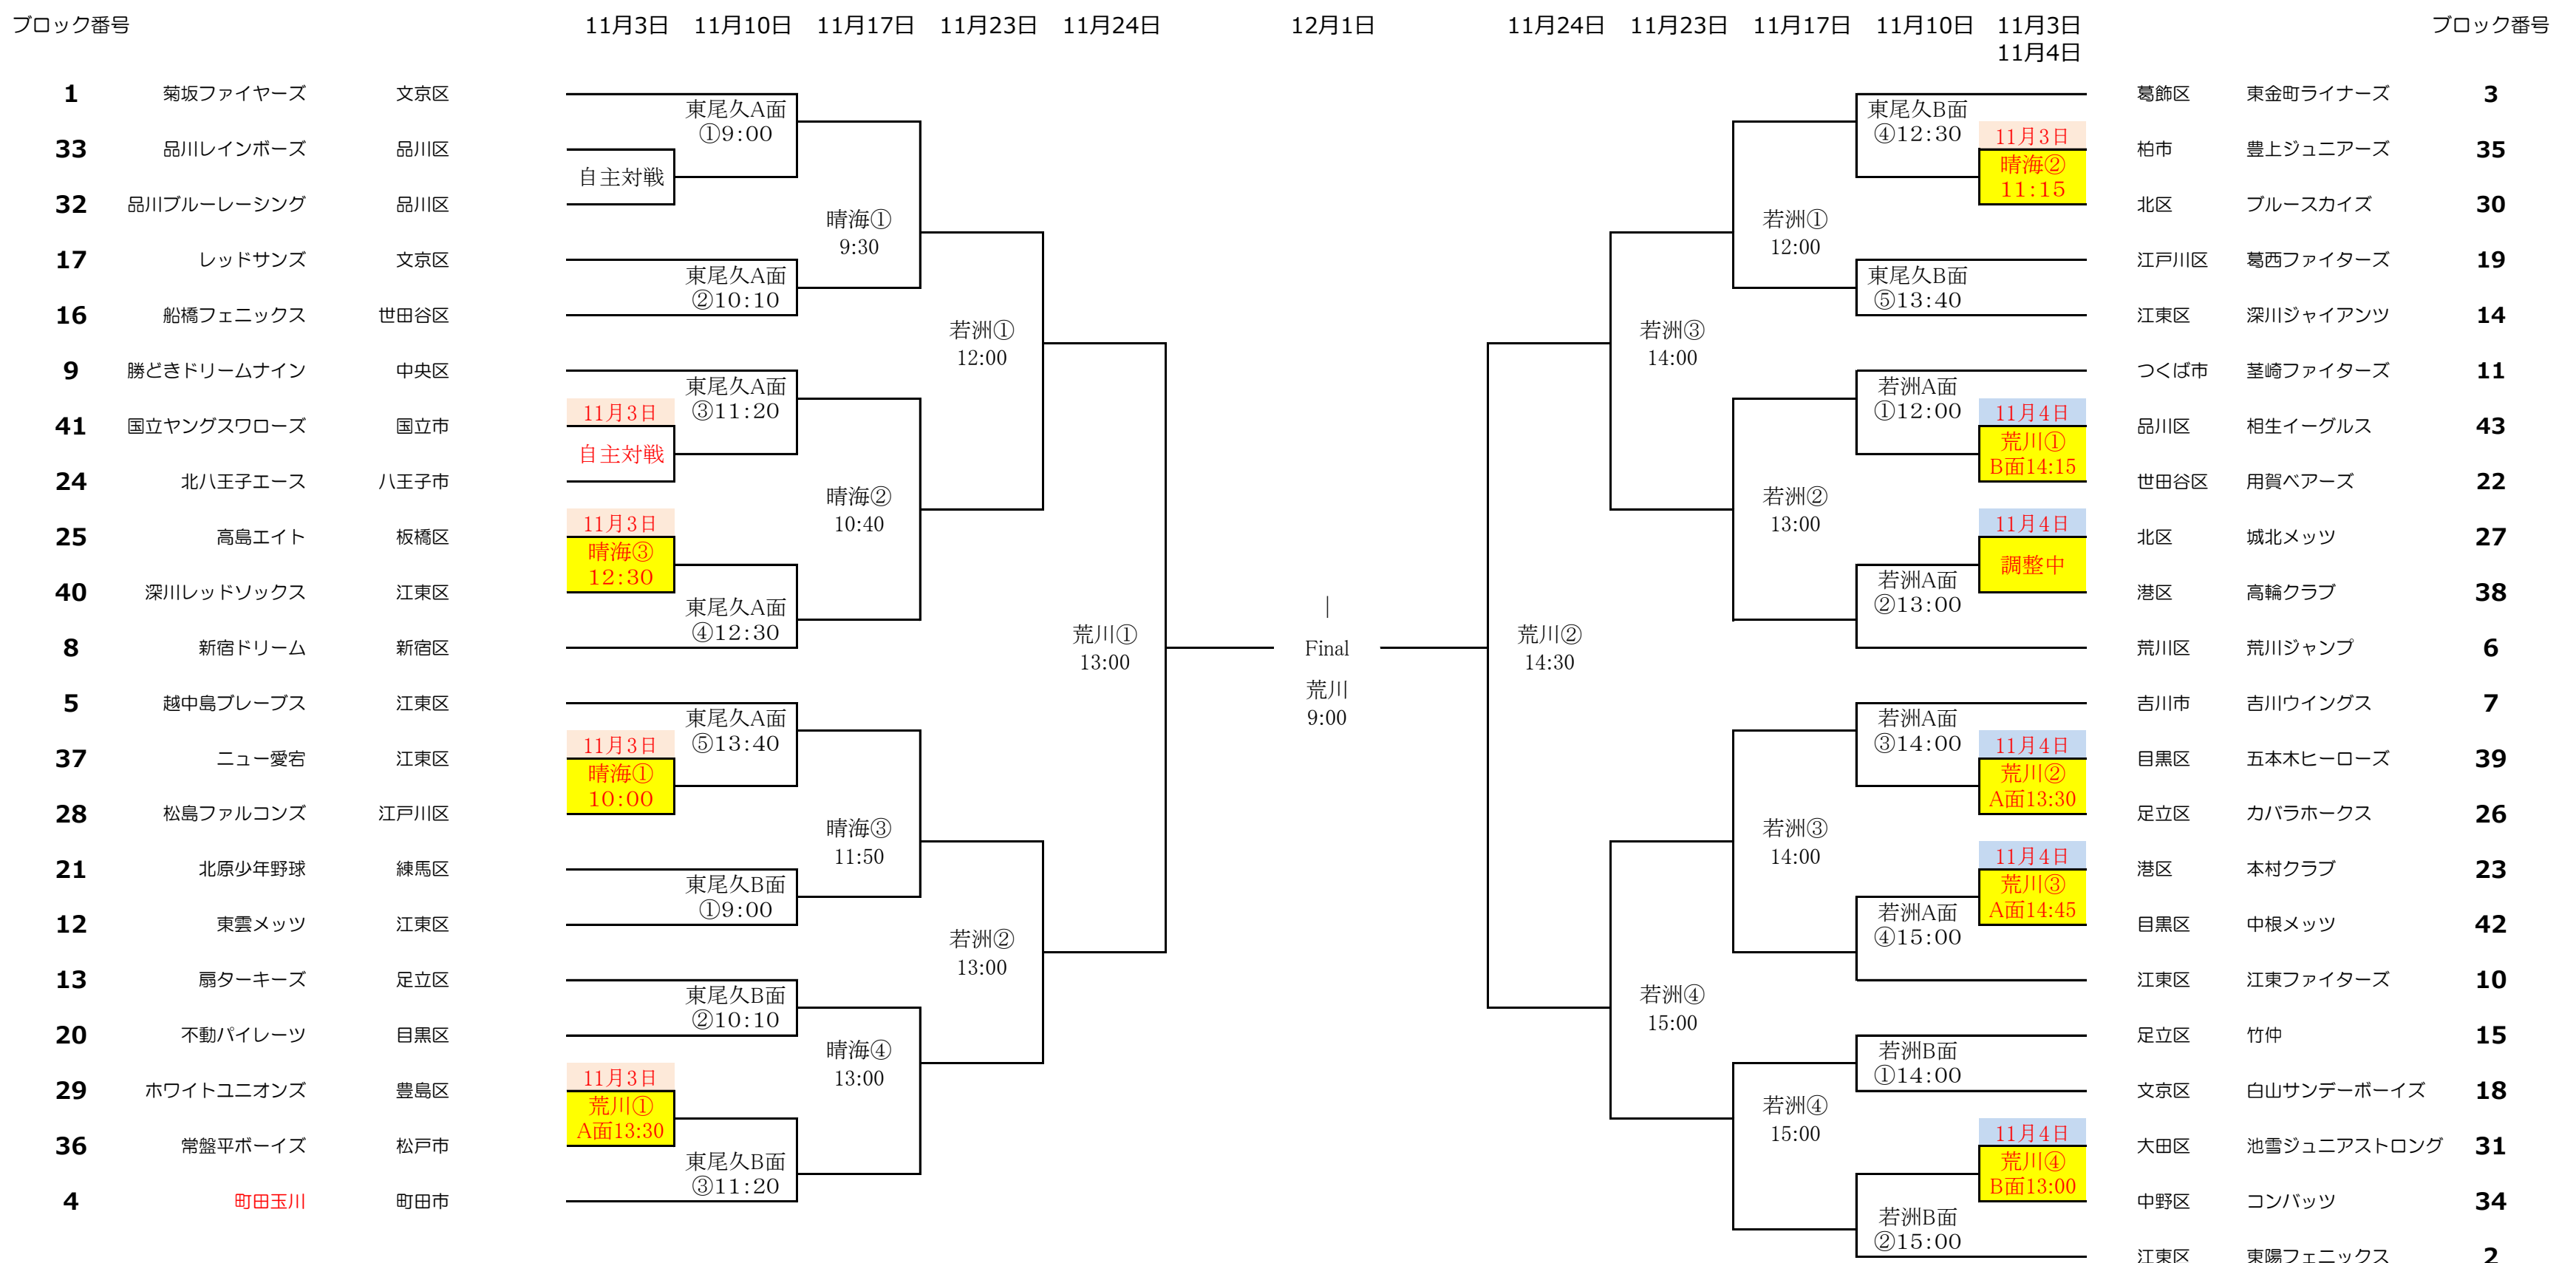 ブロック番号 11月3日 11月10日 11月17日 11月23日 11月24日 12月1日 11月24日 11月23日 11月17日 11月10日 11月3日 ブロック番号
11月4日
1 菊坂ファイヤーズ 文京区 葛飾区 東金町ライナーズ 3
東尾久A面 東尾久B面
①9:00 ④12:30 11月3日
33 品川レインボーズ 品川区 柏市 豊上ジュニアーズ 35
自主対戦 晴海②
11:15
32 品川ブルーレーシング 品川区 北区 ブルースカイズ 30
晴海① 若洲①
9:30 12:00
17 レッドサンズ 文京区 江戸川区 葛西ファイターズ 19
東尾久A面 東尾久B面
②10:10 ⑤13:40
16 船橋フェニックス 世田谷区 江東区 深川ジャイアンツ 14
若洲① 若洲③
12:00 14:00
9 勝どきドリームナイン 中央区 つくば市 茎崎ファイターズ 11
東尾久A面 若洲A面
11月3日 ③11:20 ①12:00 11月4日
41 国立ヤングスワローズ 国立市 品川区 相生イーグルス 43
自主対戦 荒川①
B面14:15
24 北八王子エース 八王子市 世田谷区 用賀ベアーズ 22
晴海② 若洲②
11月3日 10:40 13:00 11月4日
25 高島エイト 板橋区 北区 城北メッツ 27
晴海③ 調整中
12:30
40 深川レッドソックス 江東区 港区 高輪クラブ 38
東尾久A面 若洲A面
④12:30 ②13:00
|
荒川① 荒川②
8 新宿ドリーム 新宿区 Final 荒川区 荒川ジャンプ 6
13:00 14:30
荒川
5 越中島ブレーブス 江東区 吉川市 吉川ウイングス 7
9:00
東尾久A面 若洲A面
11月3日 ⑤13:40 ③14:00 11月4日
37 ニュー愛宕 江東区 目黒区 五本木ヒーローズ 39
晴海① 荒川②
10:00 A面13:30
28 松島ファルコンズ 江戸川区 足立区 カバラホークス 26
晴海③ 若洲③
11:50 14:00 11月4日
21 北原少年野球 練馬区 港区 本村クラブ 23
東尾久B面 荒川③
①9:00 若洲A面 A面14:45
12 東雲メッツ 江東区 目黒区 中根メッツ 42
④15:00
若洲②
13:00
13 扇ターキーズ 足立区 江東区 江東ファイターズ 10
東尾久B面 若洲④
②10:10 15:00
20 不動パイレーツ 目黒区 足立区 竹仲 15
晴海④ 若洲B面
11月3日 13:00 ①14:00
29 ホワイトユニオンズ 豊島区 文京区 白山サンデーボーイズ 18
荒川① 若洲④
A面13:30 15:00 11月4日
36 常盤平ボーイズ 松戸市 大田区 池雪ジュニアストロング 31
東尾久B面 荒川④
③11:20 B面13:00
4 町田玉川 町田市 中野区 コンバッツ 34
若洲B面
②15:00
江東区 東陽フェニックス 2